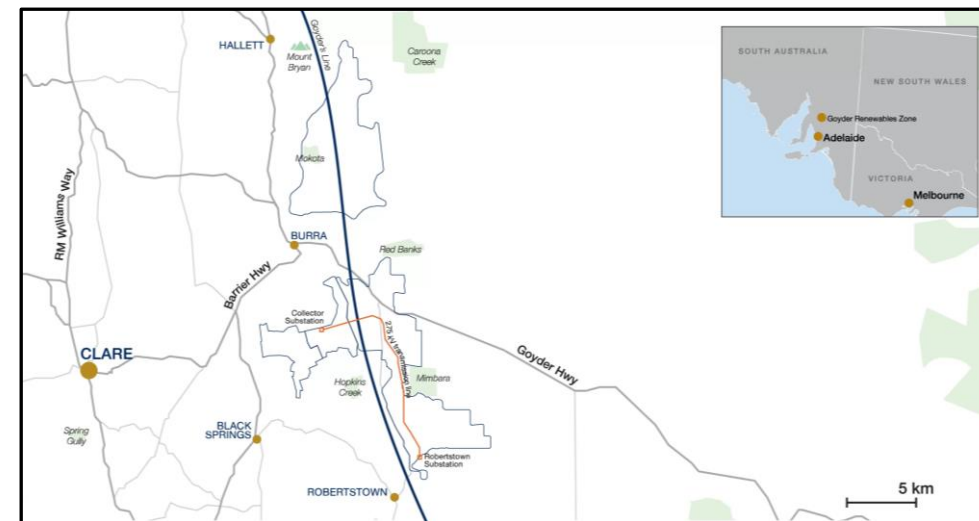 HALLETT
Mount
Bryan
Goyder's Line
Caroona
Creek
SOUTH AUSTRALIA
NEW SOUTH WALES
Goyder Renewables Zone
Adelaide
VICTORIA
Melbourne
Mokota
RM Williams Way
BURRA
Red Banks
Barrier Hwy
Collector
Substation
275 kV transmission line
CLARE
Goyder Hwy
Hopkins
Creek
Mimbara
Spring
Gully
BLACK
SPRINGS
Robertstown
Substation
ROBERTSTOWN
5 km